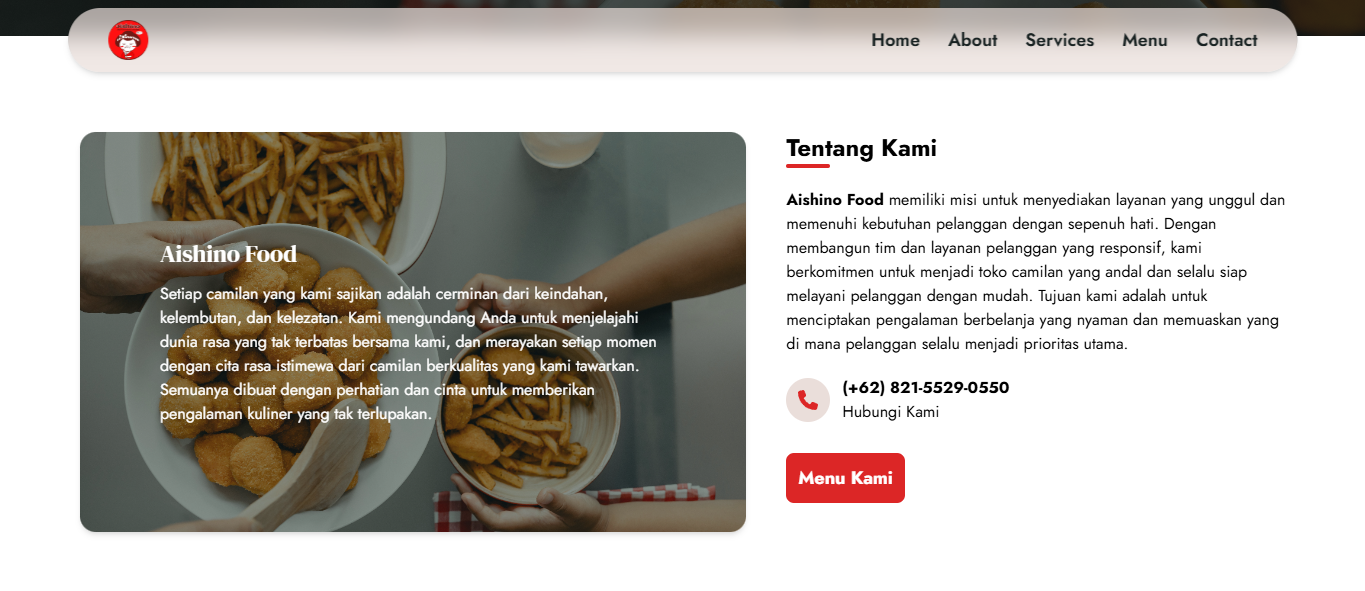 Home About Services Menu Contact
Aishino Food
Setiap camilan yang kami sajikan adalah cerminan dari keindahan,
kelembutan, dan kelezatan. Kami mengundang Anda untuk menjelajahi
dunia rasa yang tak terbatas bersama kami, dan merayakan setiap momen
dengan cita rasa istimewa dari camilan berkualitas yang kami tawarkan.
Semuanya dibuat dengan perhatian dan cinta untuk memberikan
pengalaman kuliner yang tak terlupakan.
Tentang Kami
Aishino Food memiliki misi untuk menyediakan layanan yang unggul dan
memenuhi kebutuhan pelanggan dengan sepenuh hati. Dengan
membangun tim dan layanan pelanggan yang responsif, kami
berkomitmen untuk menjadi toko camilan yang andal dan selalu siap
melayani pelanggan dengan mudah. Tujuan kami adalah untuk
menciptakan pengalaman berbelanja yang nyaman dan memuaskan yang
di mana pelanggan selalu menjadi prioritas utama.
(+62) 821-5529-0550
Hubungi Kami
Menu Kami